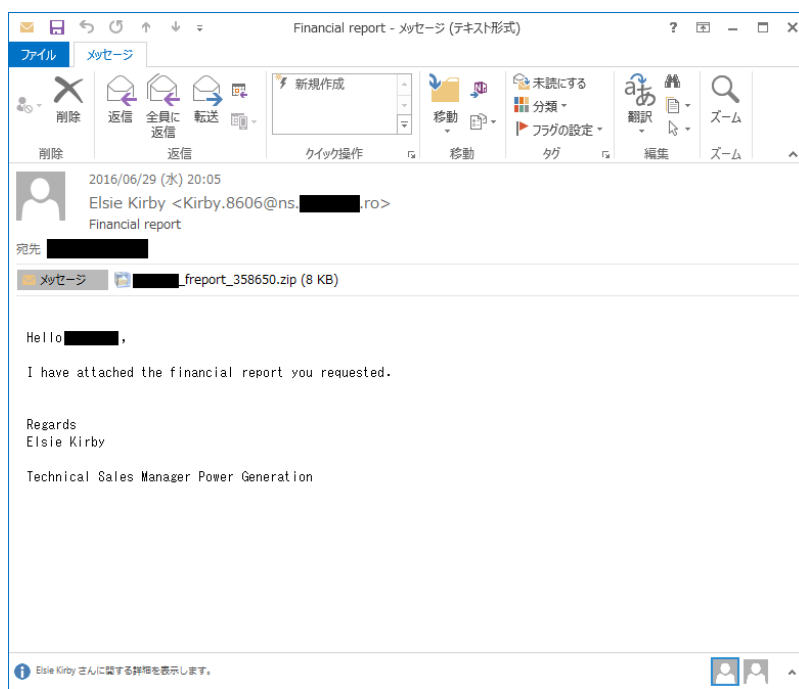 Financial report - メッセージ (テキスト形式)
ファイル メッセージ
削除 返信 全員に返信 転送
新規作成
移動
未読にする
分類
フラグの設定
翻訳
ズーム
削除 返信 クイック操作 移動 タグ 編集 ズーム
2016/06/29 (水) 20:05
Elsie Kirby <Kirby.8606@ns. .ro>
Financial report
宛先
メッセージ _freport_358650.zip (8 KB)
Hello ,
I have attached the financial report you requested.
Regards
Elsie Kirby
Technical Sales Manager Power Generation
Elsie Kirby さんに関する詳細を表示します。